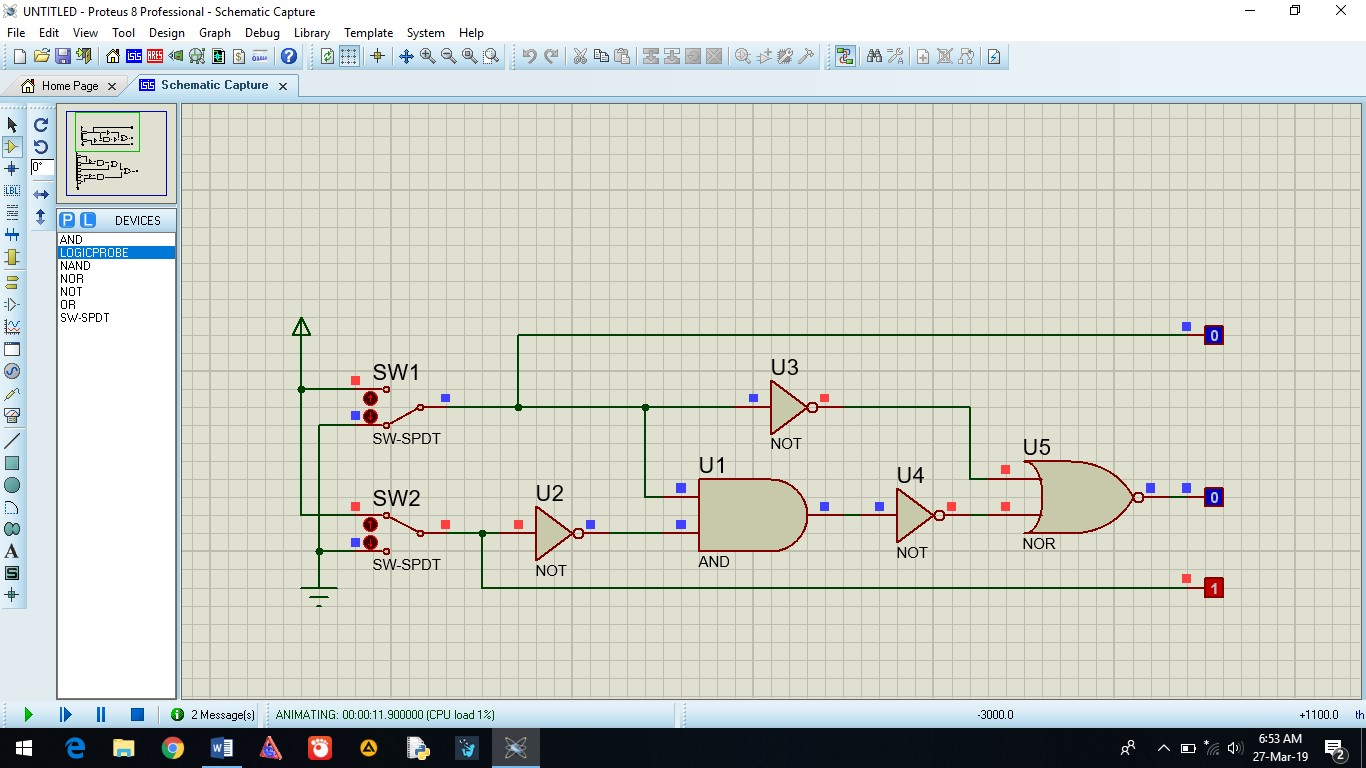 UNTITLED - Proteus 8 Professional - Schematic Capture
File Edit View Tool Design Graph Debug Library Template System Help
Home Page
Schematic Capture
0°
LBL
P L DEVICES
AND
LOGICPROBE
NAND
NOR
NOT
OR
SW-SPDT
A
S
SW1
SW-SPDT
SW2
SW-SPDT
U2
NOT
U1
AND
U3
NOT
U4
NOT
U5
NOR
0
0
1
2 Message(s)
ANIMATING: 00:00:11.900000 (CPU load 1%)
-3000.0
+1100.0
th
6:53 AM
27-Mar-19
2